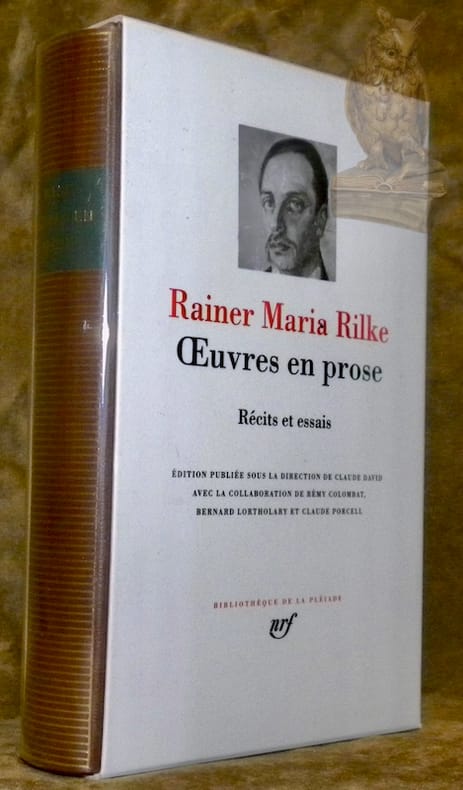 Rainer Maria Rilke
Œuvres en prose
Récits et essais
ÉDITION PUBLIÉE SOUS LA DIRECTION DE CLAUDE DAVID
AVEC LA COLLABORATION DE RÉMY COLOMBAT,
BERNARD LORTHOLARY ET CLAUDE PORCELL
BIBLIOTHÈQUE DE LA PLÉIADE
nrf